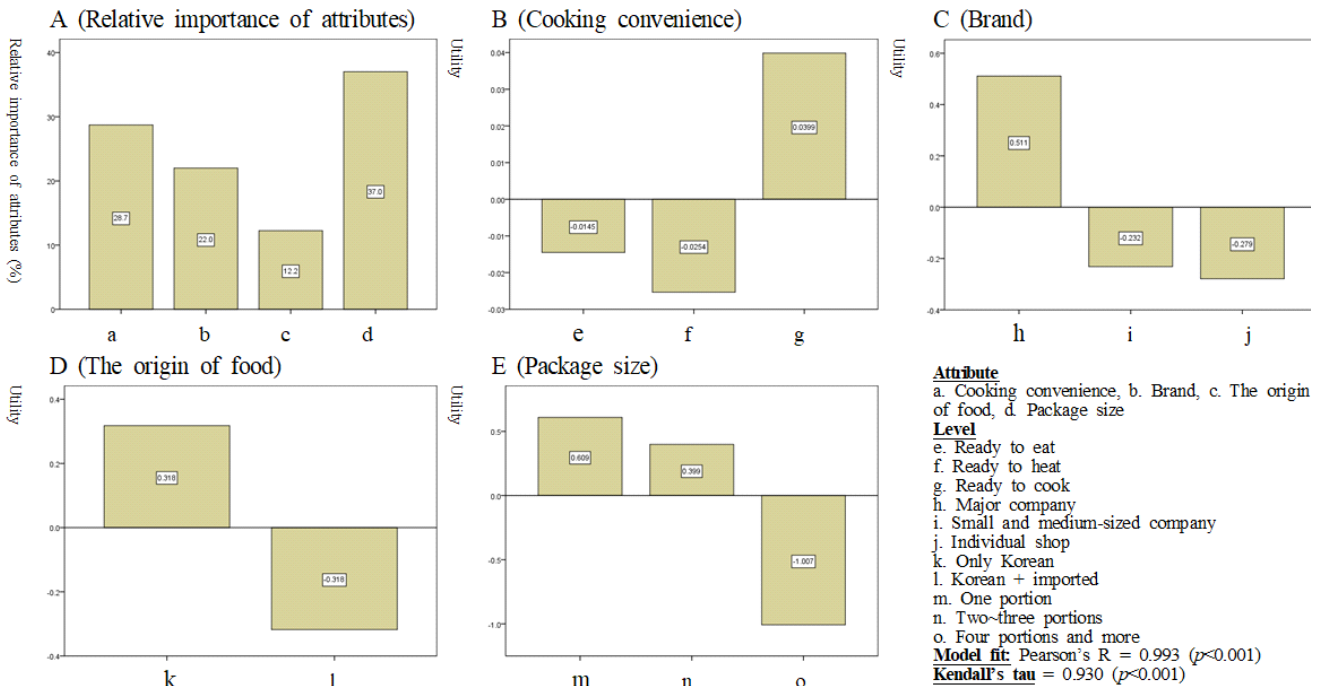 A (Relative importance of attributes)
Relative importance of attributes (%)
40
30
20
10
0
28.7
22.0
12.2
37.0
a
b
c
d
B (Cooking convenience)
Utility
0.04
0.03
0.02
0.01
0.00
-0.01
-0.02
-0.03
-0.0145
-0.0254
0.0399
e
f
g
C (Brand)
Utility
0.6
0.4
0.2
0.0
-0.2
-0.4
0.511
-0.232
-0.279
h
i
j
D (The origin of food)
Utility
0.4
0.2
0.0
-0.2
-0.4
0.318
-0.318
k
l
E (Package size)
Utility
0.5
0.0
-0.5
-1.0
0.609
0.399
-1.007
m
n
o
Attribute
a. Cooking convenience, b. Brand, c. The origin
of food, d. Package size
Level
e. Ready to eat
f. Ready to heat
g. Ready to cook
h. Major company
i. Small and medium-sized company
j. Individual shop
k. Only Korean
l. Korean + imported
m. One portion
n. Two~three portions
o. Four portions and more
Model fit: Pearson's R = 0.993 (p<0.001)
Kendall's tau = 0.930 (p<0.001)